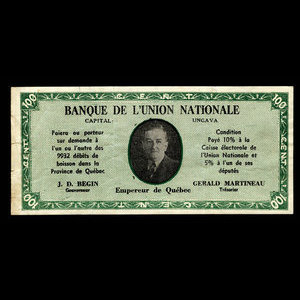 BANQUE DE L'UNION NATIONALE
CAPITAL: UNGAVA
Paiera au porteur
sur demande à
l'un ou l'autre des
9932 débits de
boisson dans la
Province de Québec
J. D. BEGIN
Gouverneur
Condition
Payé 10% à la
Caisse électorale de
l'Union Nationale et
5% à l'un de ses
députés
GERALD MARTINEAU
Trésorier
Empereur de Québec
100
100
100
100
CENT
CENT